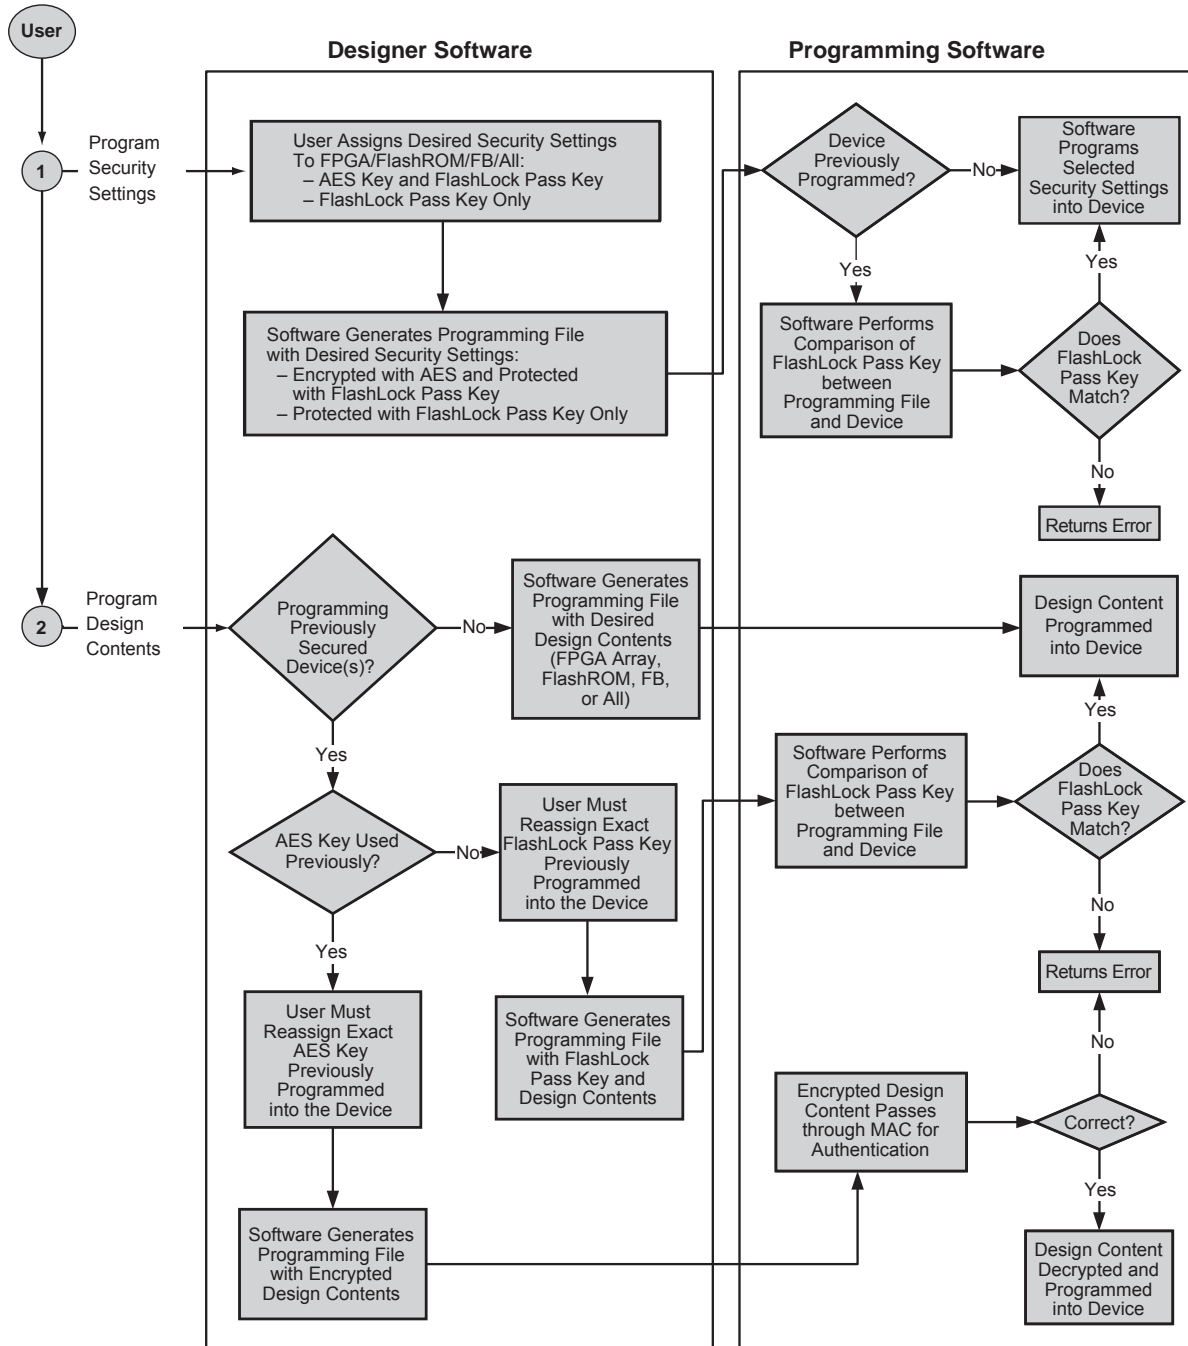 User
Designer Software
Programming Software
1
Program
Security
Settings
User Assigns Desired Security Settings
To FPGA/FlashROM/FB/All:
– AES Key and FlashLock Pass Key
– FlashLock Pass Key Only
Device
Previously
Programmed?
No
Software
Programs
Selected
Security Settings
into Device
Yes
Yes
Software Generates Programming File
with Desired Security Settings:
– Encrypted with AES and Protected
with FlashLock Pass Key
– Protected with FlashLock Pass Key Only
Software Performs
Comparison of
FlashLock Pass Key
between
Programming File
and Device
Does
FlashLock
Pass Key
Match?
No
Returns Error
2
Program
Design
Contents
Programming
Previously
Secured
Device(s)?
No
Software Generates
Programming File
with Desired
Design Contents
(FPGA Array,
FlashROM, FB,
or All)
Design Content
Programmed
into Device
Yes
Yes
AES Key Used
Previously?
No
User Must
Reassign Exact
FlashLock Pass Key
Previously
Programmed
into the Device
Software Performs
Comparison of
FlashLock Pass Key
between
Programming File
and Device
Does
FlashLock
Pass Key
Match?
No
Returns Error
Yes
User Must
Reassign Exact
AES Key
Previously
Programmed
into the Device
Software Generates
Programming File
with FlashLock
Pass Key and
Design Contents
No
Encrypted Design
Content Passes
through MAC for
Authentication
Correct?
Yes
Software Generates
Programming File
with Encrypted
Design Contents
Design Content
Decrypted and
Programmed
into Device